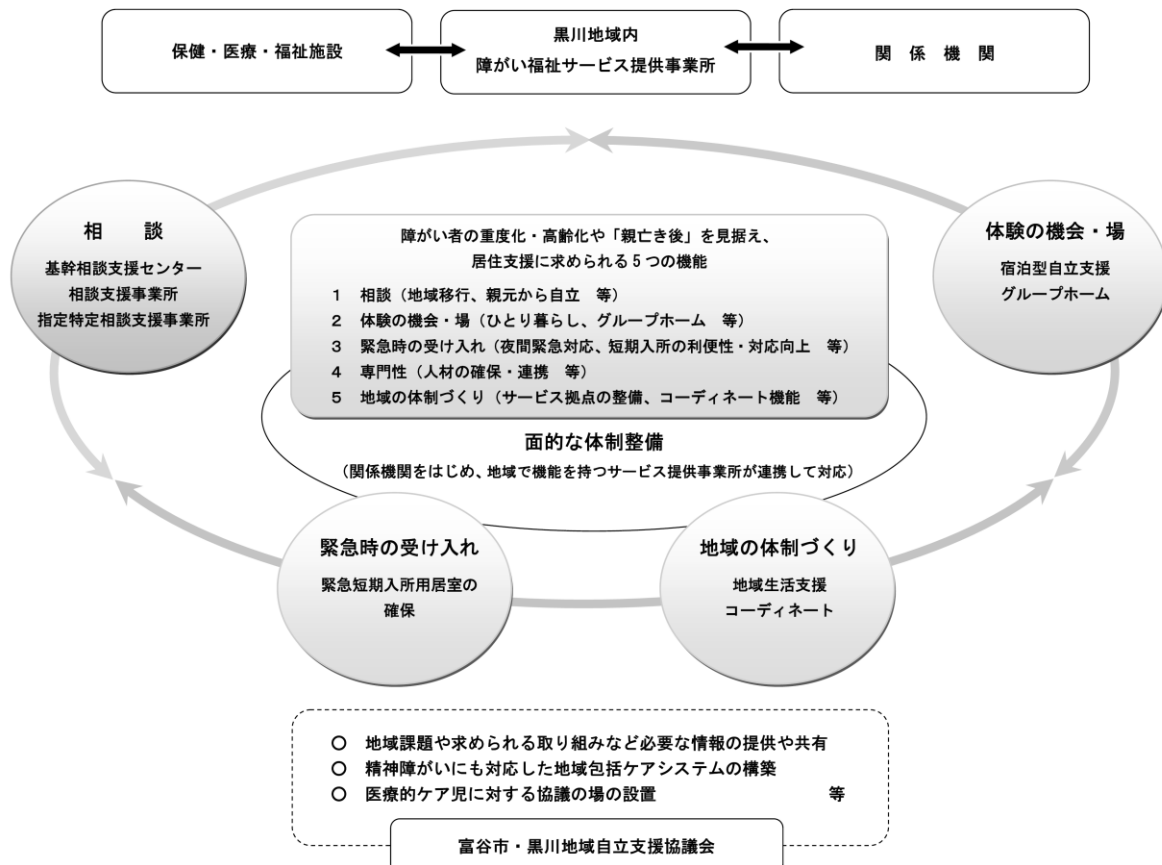 保健・医療・福祉施設
黒川地域内
障がい福祉サービス提供事業所
関　係　機　関
相　　談
基幹相談支援センター
相談支援事業所
指定特定相談支援事業所
障がい者の重度化・高齢化や「親亡き後」を見据え、
居住支援に求められる5つの機能
1　相談（地域移行、親元から自立　等）
2　体験の機会・場（ひとり暮らし、グループホーム　等）
3　緊急時の受け入れ（夜間緊急対応、短期入所の利便性・対応向上　等）
4　専門性（人材の確保・連携　等）
5　地域の体制づくり（サービス拠点の整備、コーディネート機能　等）
体験の機会・場
宿泊型自立支援
グループホーム
面的な体制整備
（関係機関をはじめ、地域で機能を持つサービス提供事業所が連携して対応）
緊急時の受け入れ
緊急短期入所用居室の
確保
地域の体制づくり
地域生活支援
コーディネート
○　地域課題や求められる取り組みなど必要な情報の提供や共有
○　精神障がいにも対応した地域包括ケアシステムの構築
○　医療的ケア児に対する協議の場の設置　　　　　　　　等
富谷市・黒川地域自立支援協議会